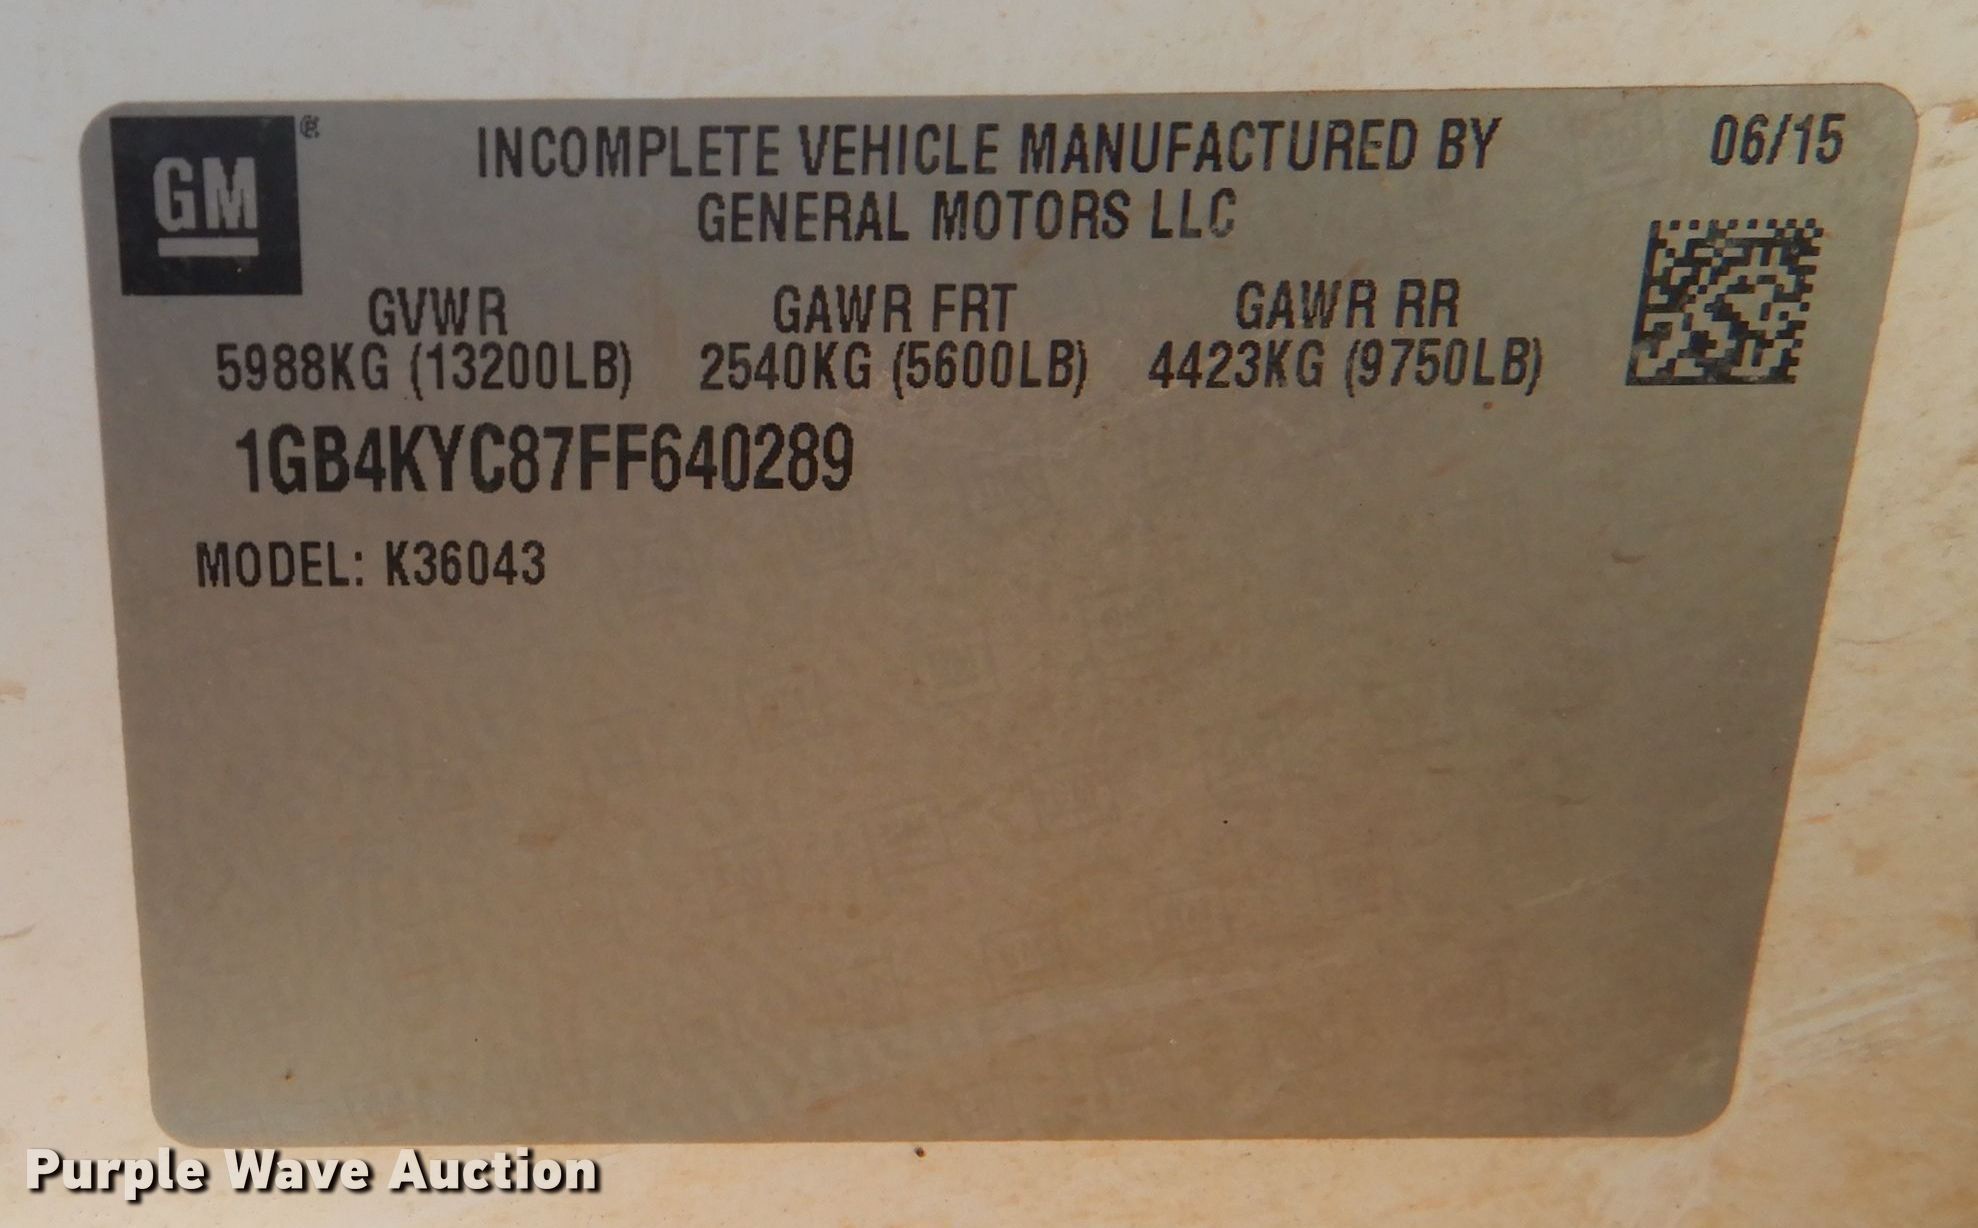 GM®
INCOMPLETE VEHICLE MANUFACTURED BY
06/15
GENERAL MOTORS LLC
GVWR GAWR FRT GAWR RR
5988KG (13200LB) 2540KG (5600LB) 4423KG (9750LB)
1GB4KYC87FF640289
MODEL: K36043
Purple Wave Auction